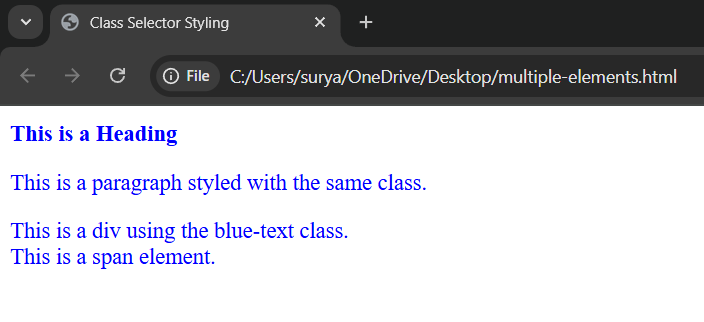 Class Selector Styling
File C:/Users/surya/OneDrive/Desktop/multiple-elements.html
This is a Heading
This is a paragraph styled with the same class.
This is a div using the blue-text class.
This is a span element.